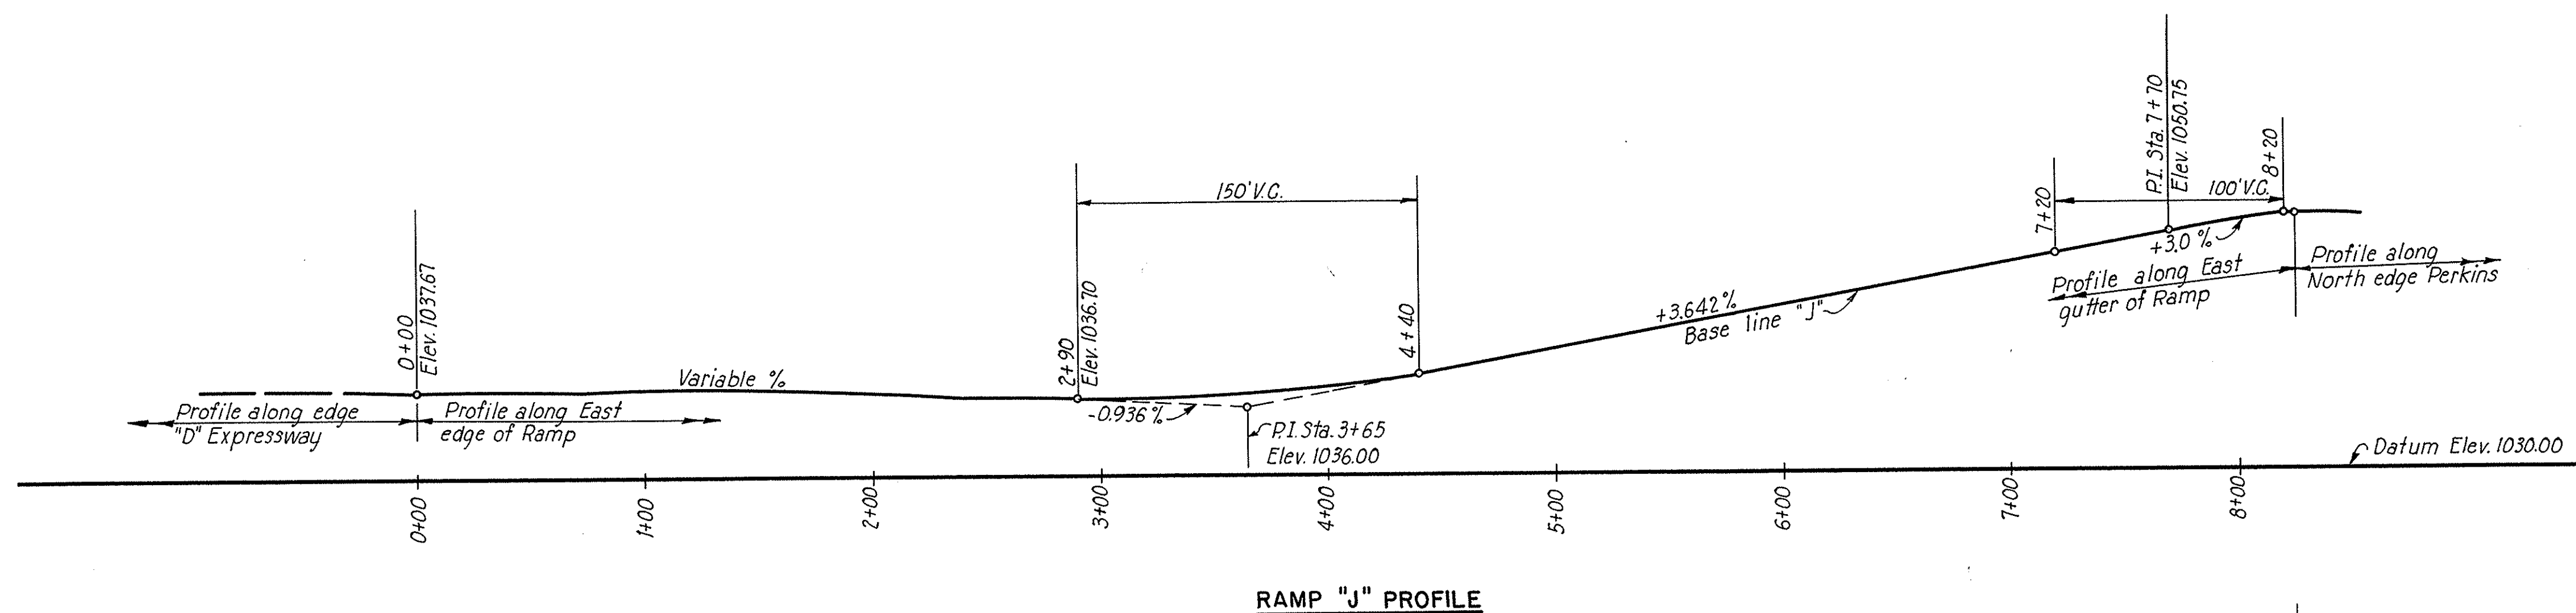 0+00
Elev. 1037.67
Profile along edge
"D" Expressway
Profile along East
edge of Ramp
Variable %
2+90
Elev. 1036.70
150' V.C.
4+40
-0.936%
P.I. Sta. 3+65
Elev. 1036.00
+3.642%
Base line "J"
7+20
P.I. Sta. 7+70
Elev. 1050.75
100' V.C.
8+20
+3.0 %
Profile along East
gutter of Ramp
Profile along
North edge Perkins
Datum Elev. 1030.00
0+00
1+00
2+00
3+00
4+00
5+00
6+00
7+00
8+00
RAMP "J" PROFILE